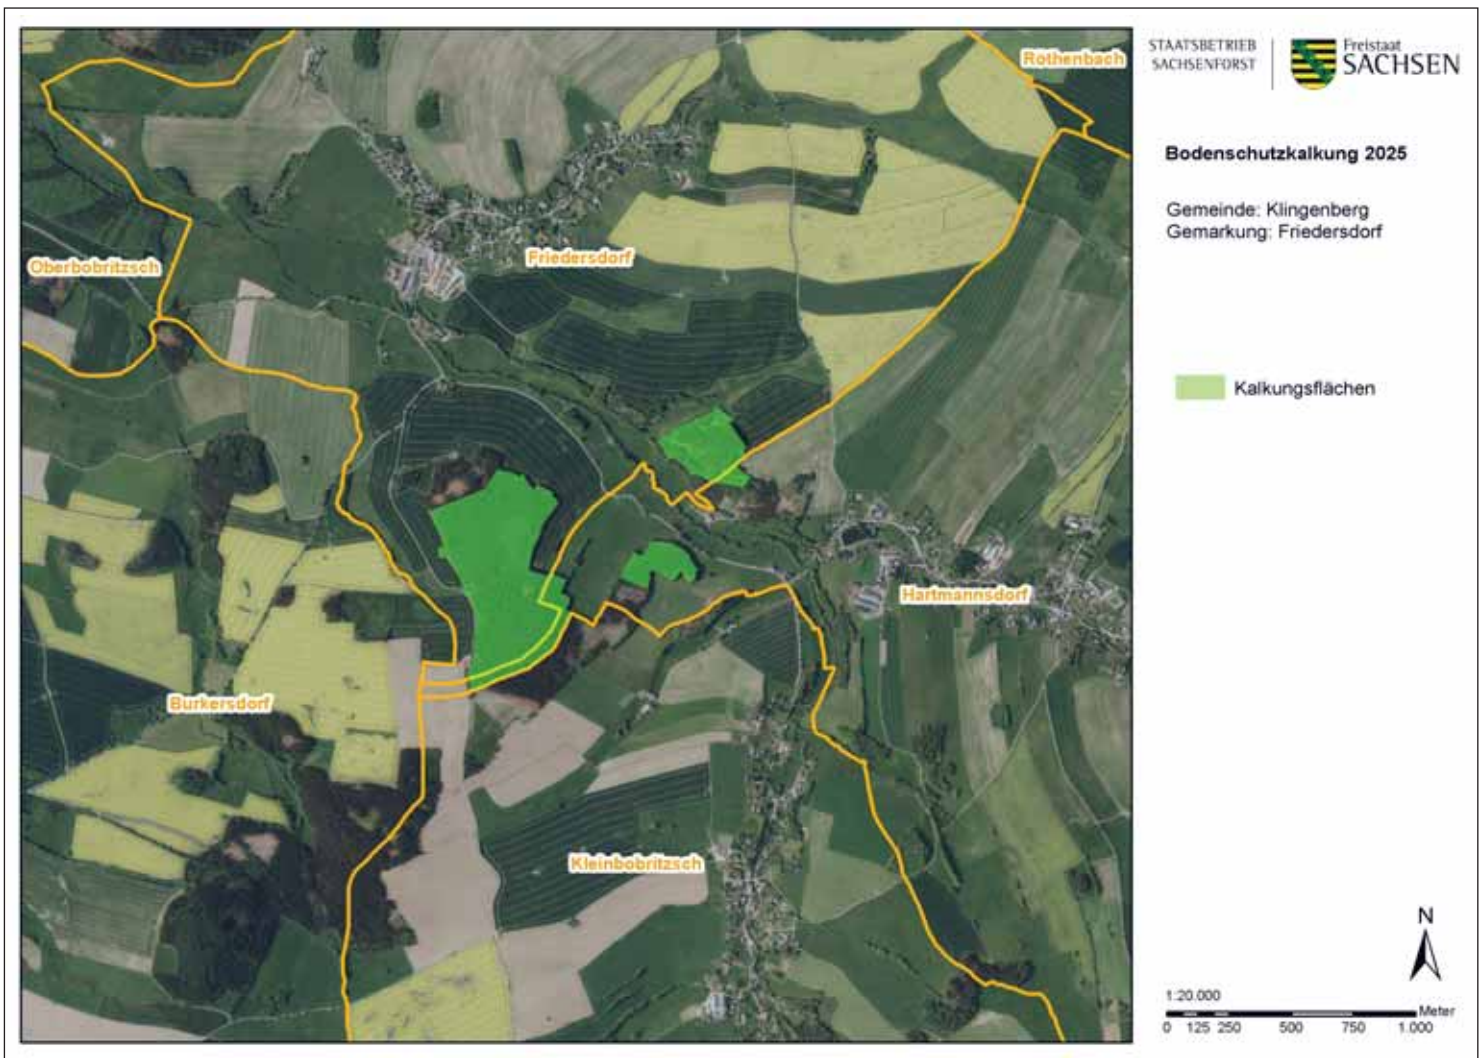 STAATSBETRIEB
SACHSENFORST
Freistaat
SACHSEN
Bodenschutzkalkung 2025
Gemeinde: Klingenberg
Gemarkung: Friedersdorf
Kalkungsflächen
Röthenbach
Oberbobritzsch
Friedersdorf
Hartmannsdorf
Burkersdorf
Kleinbobritzsch
N
1:20.000
Meter
0 125 250 500 750 1.000